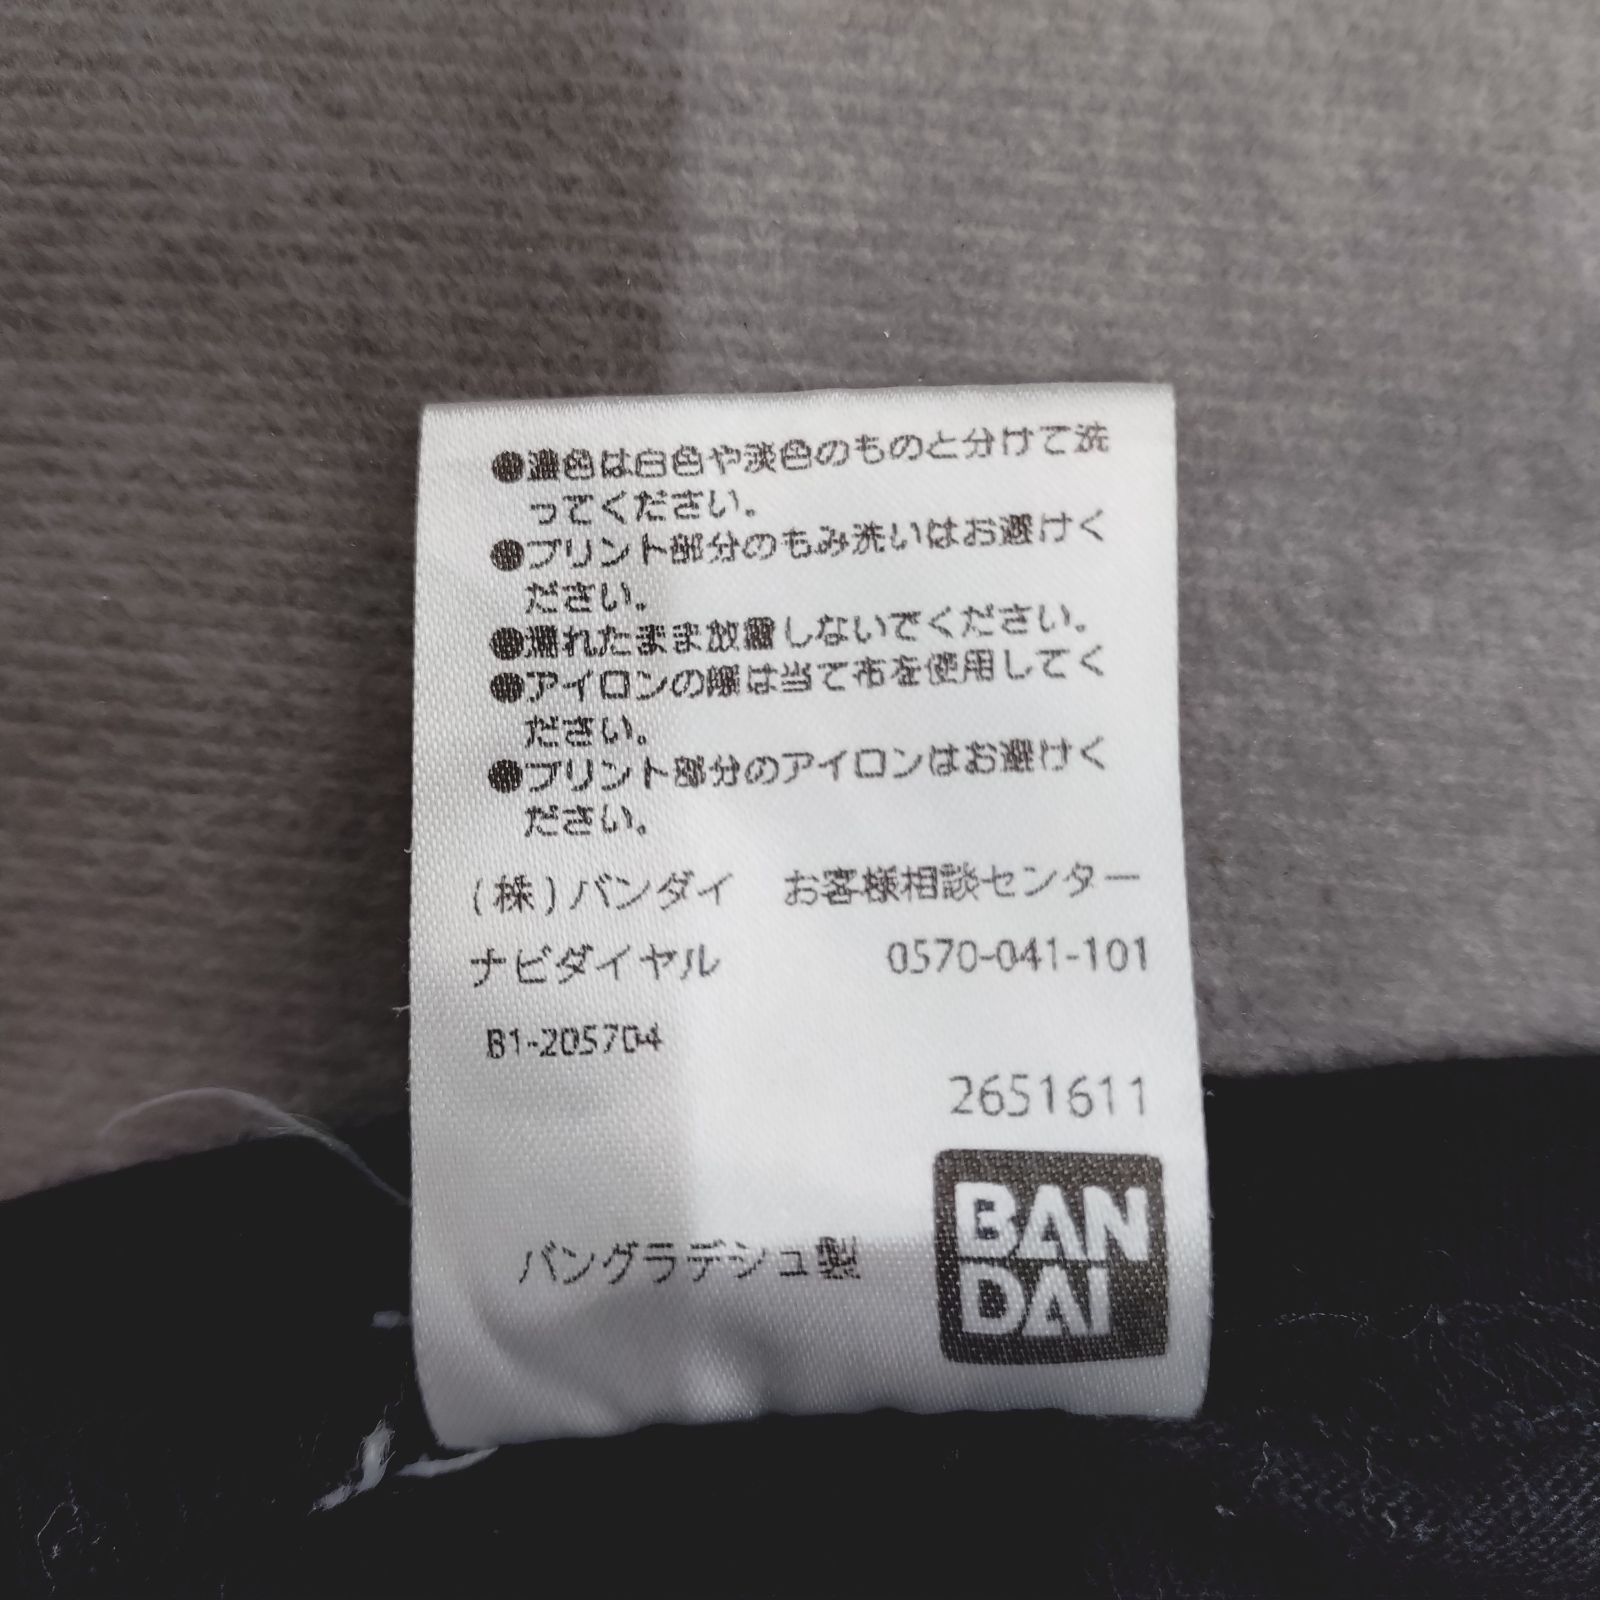 ●濃色は白色や淡色のものと分けて洗
ってください。
●プリント部分のもみ洗いはお避けく
ださい。
●濡れたまま放置しないでください。
●アイロンの際は当て布を使用してく
ださい。
●プリント部分のアイロンはお避けく
ださい。
(株)バンダイ お客様相談センター
ナビダイヤル 0570-041-101
B1-205704
2651611
バングラデシュ製
BAN
DAI